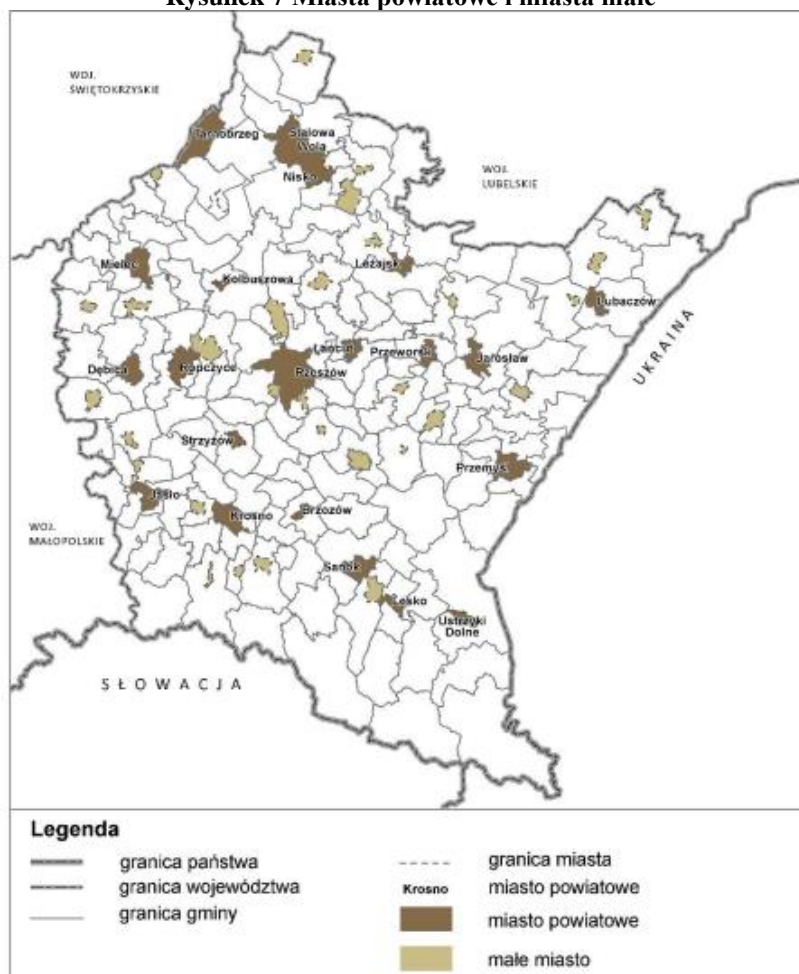 Rysunek 7 Miasta powiatowe i miasta małe
WOJ.
ŚWIĘTOKRZYSKIE
Tarnobrzeg
Stalowa
Wola
Nisko
WOJ.
LUBELSKIE
Mielec
Kolbuszowa
Leżajsk
Lubaczów
UKRAINA
Łańcut
Przeworsk
Jarosław
Dębica
Ropczyce
Rzeszów
Strzyżów
Przemyśl
Jasło
Krosno
Brzozów
WOJ.
MAŁOPOLSKIE
Sanok
Lesko
Ustrzyki
Dolne
SŁOWACJA
Legenda
granica państwa
granica województwa
granica gminy
granica miasta
Krosno miasto powiatowe
miasto powiatowe
małe miasto